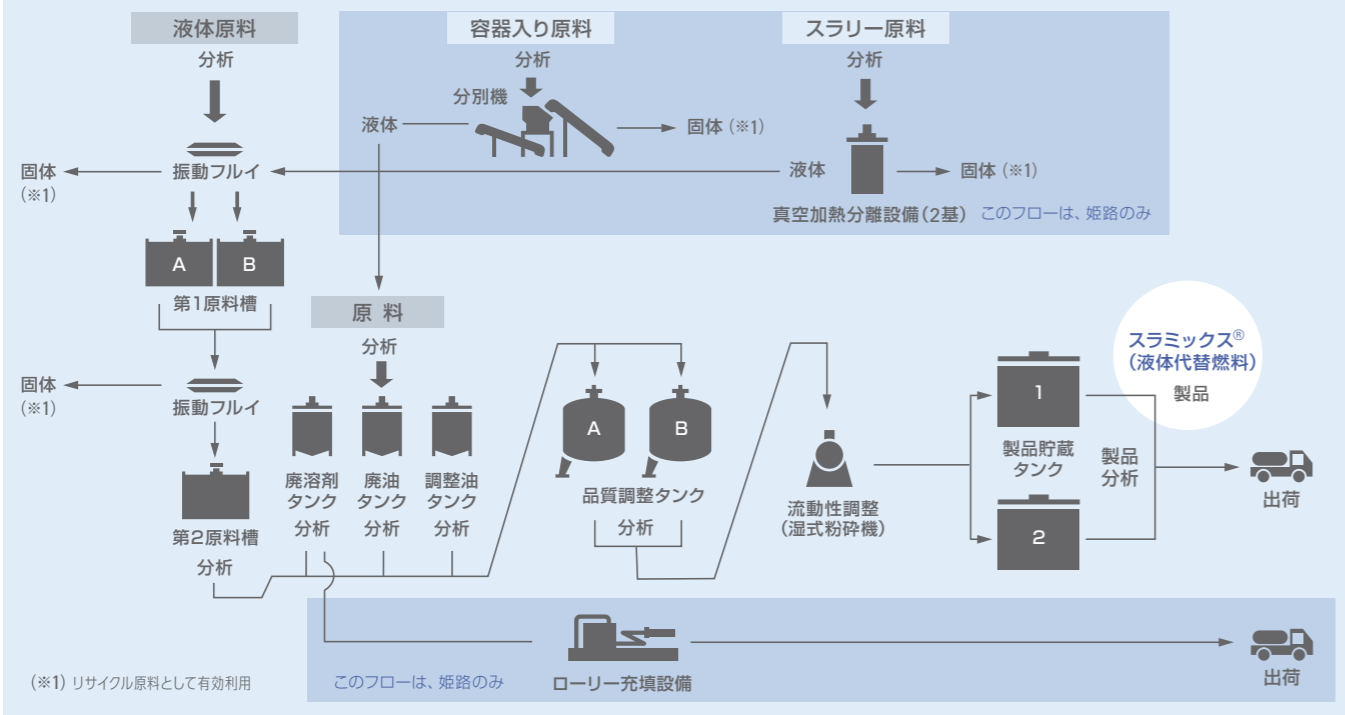 液体原料
分析
容器入り原料
分析
スラリー原料
分析
分別機
液体
固体（※1）
振動フルイ
固体
（※1）
液体
固体（※1）
真空加熱分離設備（2基）
このフローは、姫路のみ
A
B
第1原料槽
原 料
分析
固体
（※1）
振動フルイ
第2原料槽
分析
廃溶剤
タンク
分析
廃油
タンク
分析
調整油
タンク
分析
A
B
品質調整タンク
分析
流動性調整
（湿式粉砕機）
1
製品貯蔵
タンク
2
製品
分析
スラミックス®
（液体代替燃料）
製品
出荷
（※1）リサイクル原料として有効利用
このフローは、姫路のみ
ローリー充填設備
出荷